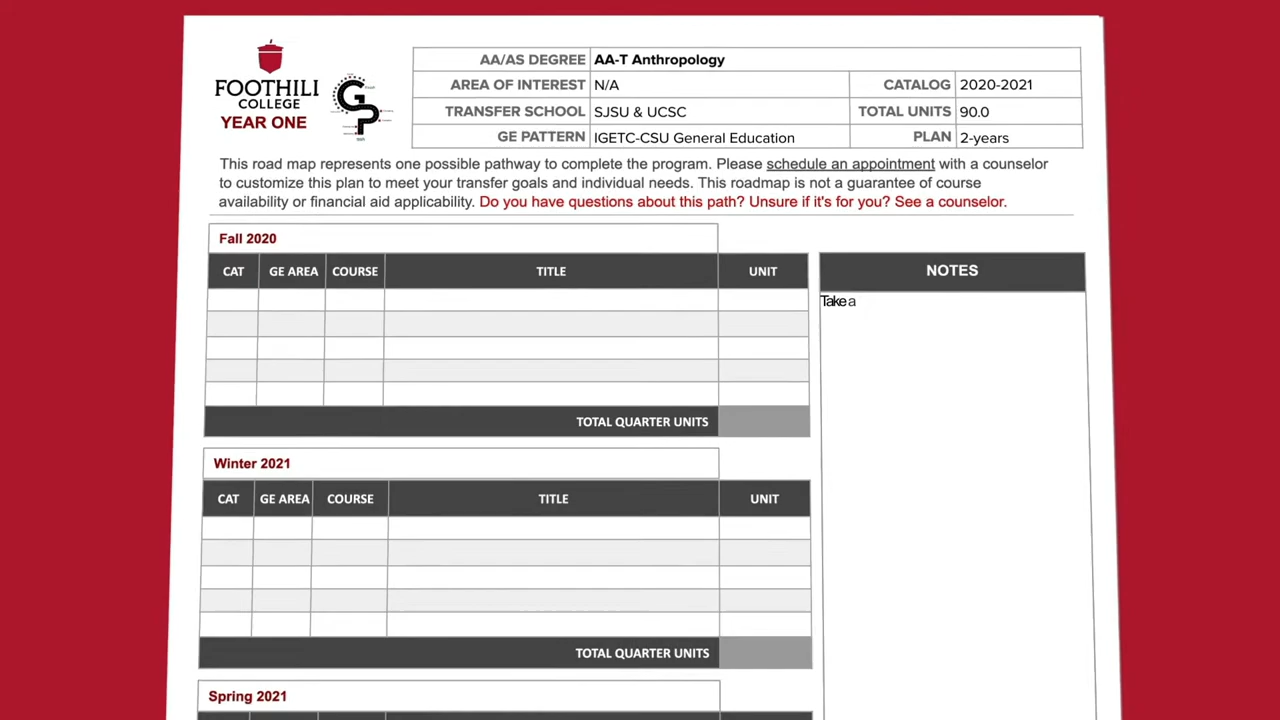 FOOTHILL
COLLEGE
YEAR ONE
GP
AA/AS DEGREE AA-T Anthropology
AREA OF INTEREST N/A CATALOG 2020-2021
TRANSFER SCHOOL SJSU & UCSC TOTAL UNITS 90.0
GE PATTERN IGETC-CSU General Education PLAN 2-years
This road map represents one possible pathway to complete the program. Please schedule an appointment with a counselor
to customize this plan to meet your transfer goals and individual needs. This roadmap is not a guarantee of course
availability or financial aid applicability. Do you have questions about this path? Unsure if it's for you? See a counselor.
Fall 2020
CAT GE AREA COURSE TITLE UNIT
TOTAL QUARTER UNITS
Winter 2021
CAT GE AREA COURSE TITLE UNIT
TOTAL QUARTER UNITS
Spring 2021
NOTES
Take a